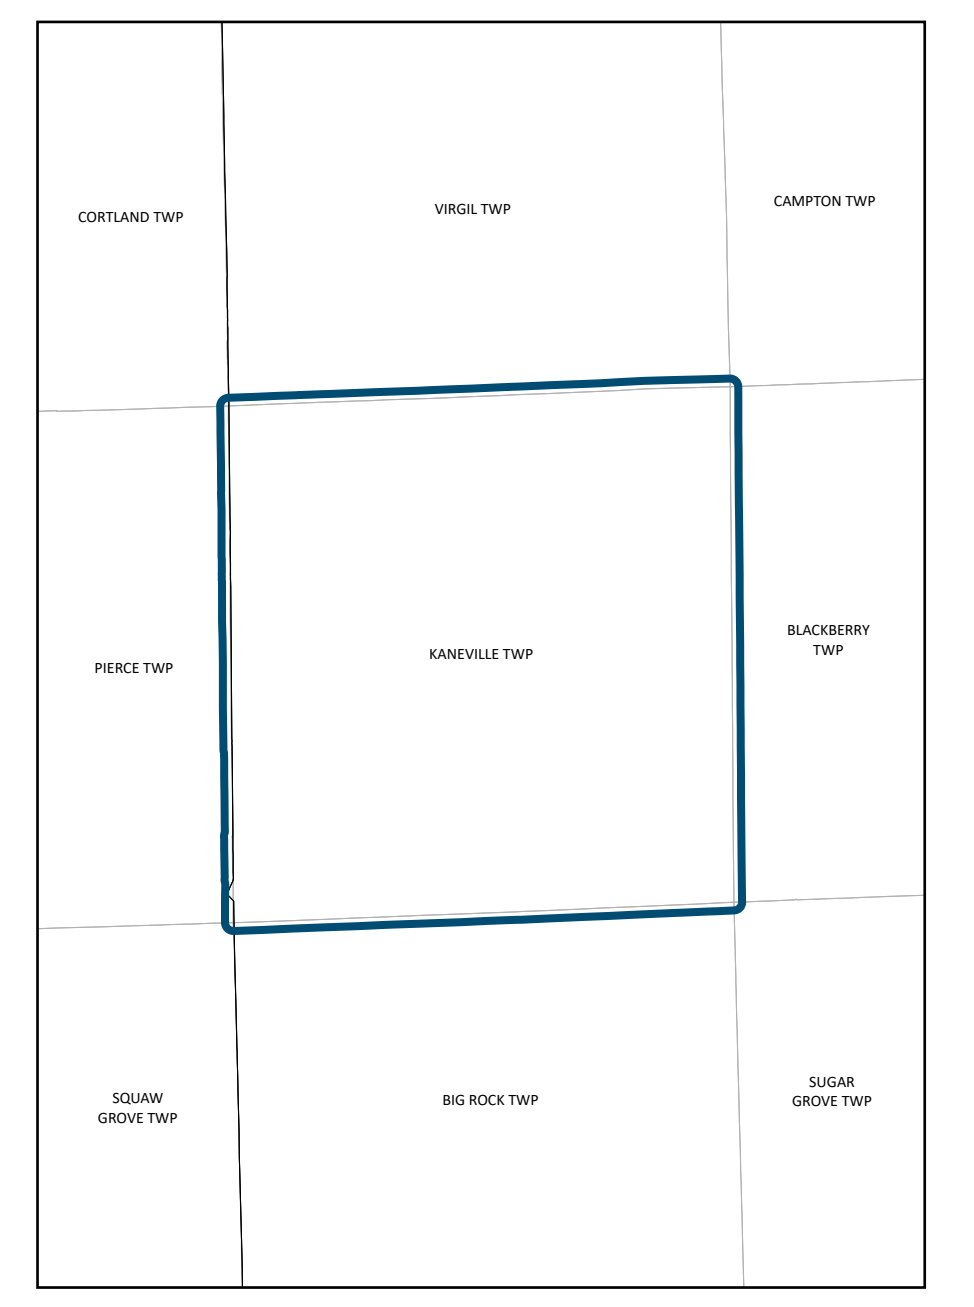 CORTLAND TWP
VIRGIL TWP
CAMPTON TWP
PIERCE TWP
KANEVILLE TWP
BLACKBERRY
TWP
SQUAW
GROVE TWP
BIG ROCK TWP
SUGAR
GROVE TWP